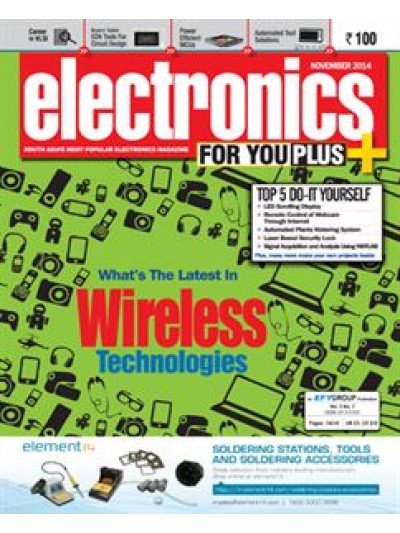 Career
in VLSI
Buyers' Guide:
EDA Tools For
Circuit Design
Power
Efficient
MCUs
Automated Test
Solutions
₹ 100
NOVEMBER 2014
electronics
SOUTH ASIA'S MOST POPULAR ELECTRONICS MAGAZINE
FOR YOU PLUS +
TOP 5 DO-IT YOURSELF
LED Scrolling Display
Remote Control of Webcam
Through Internet
Automated Plants Watering System
Laser Based Security Lock
Signal Acquisition and Analysis Using MATLAB
Plus, many more make your own projects inside
What's The Latest In
Wireless
Technologies
An EFY GROUP Publication
element14
SOLDERING STATIONS, TOOLS
AND SOLDERING ACCESSORIES